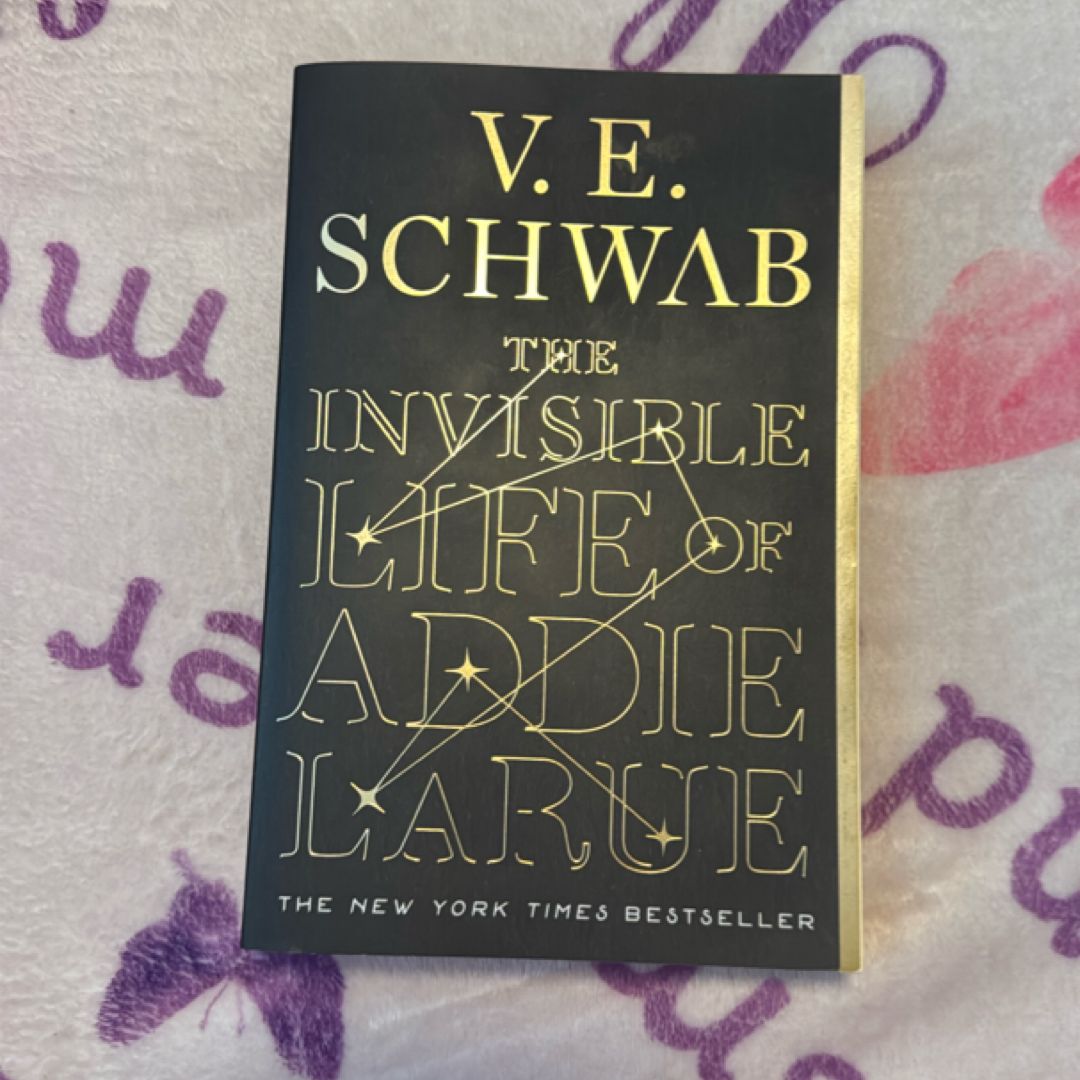 V. E.
SCHWAB
THE
INVISIBLE
LIFE OF
ADDIE
LARUE
THE NEW YORK TIMES BESTSELLER